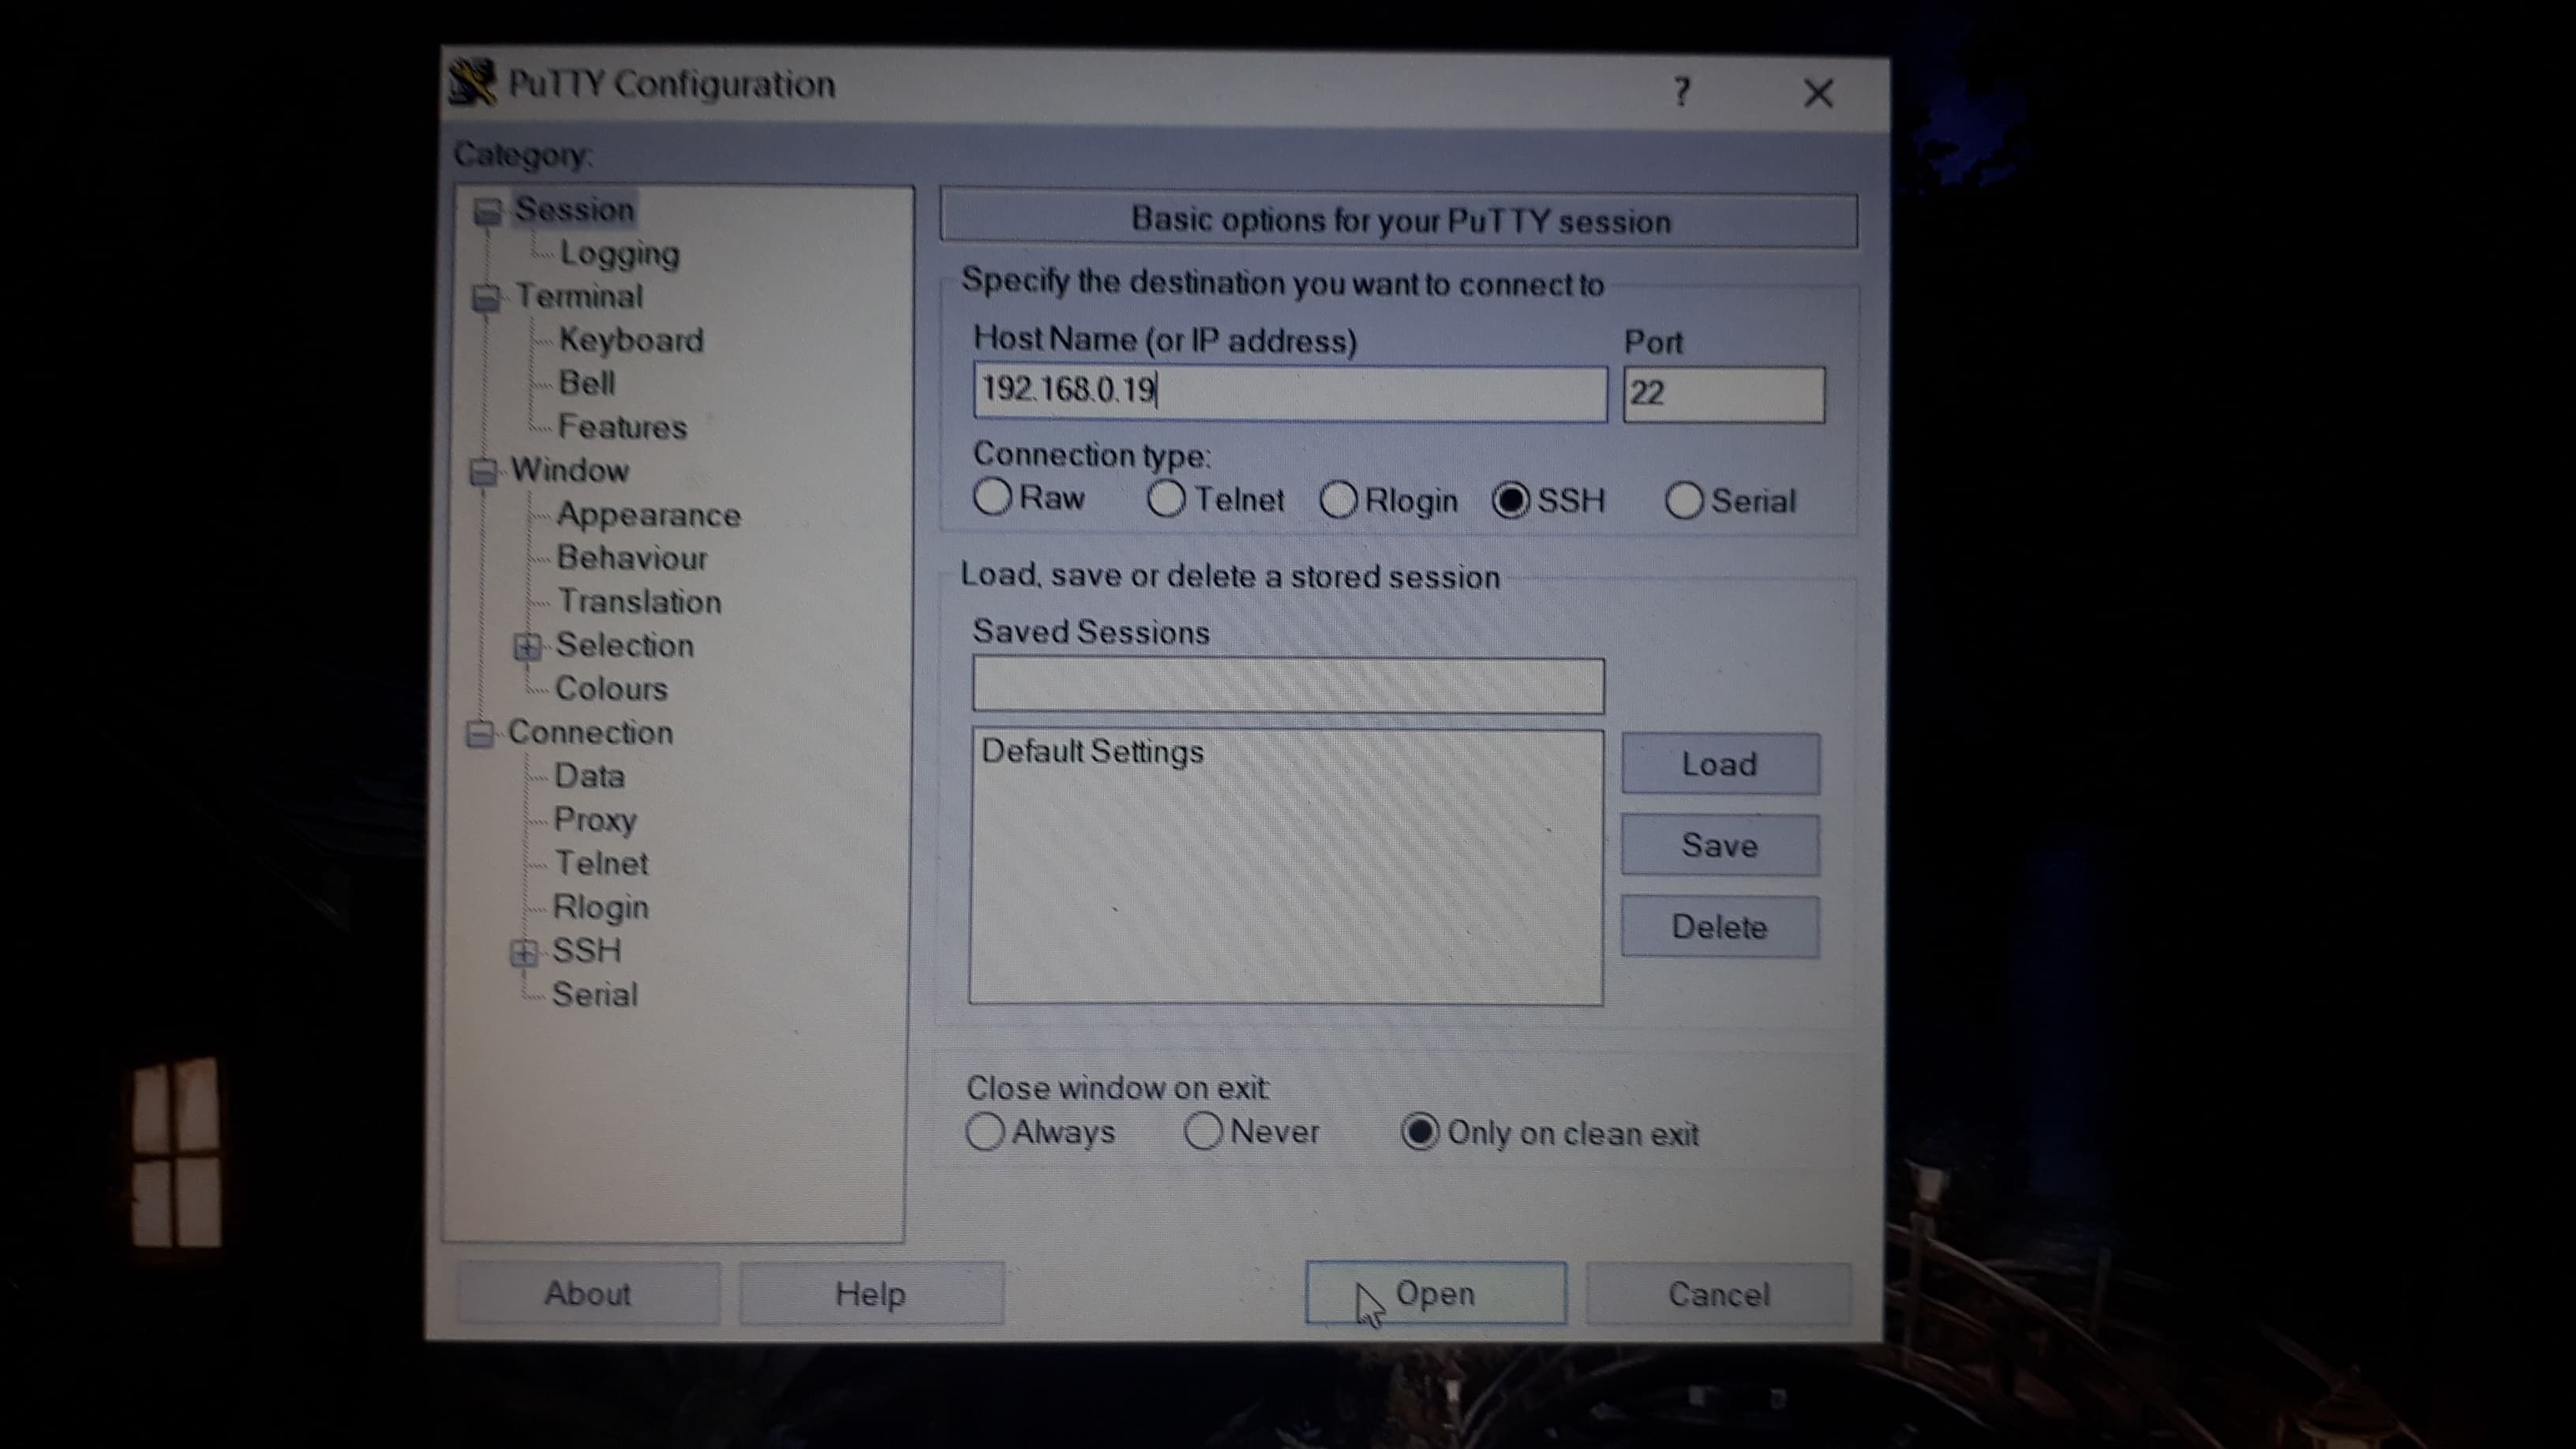 PuTTY Configuration
?
Category:
Session
Logging
Terminal
Keyboard
Bell
Features
Window
Appearance
Behaviour
Translation
Selection
Colours
Connection
Data
Proxy
Telnet
Rlogin
SSH
Serial
Basic options for your PuTTY session
Specify the destination you want to connect to
Host Name (or IP address) Port
192.168.0.19 22
Connection type:
Raw Telnet Rlogin SSH Serial
Load, save or delete a stored session
Saved Sessions
Default Settings
Load
Save
Delete
Close window on exit:
Always Never Only on clean exit
About Help Open Cancel